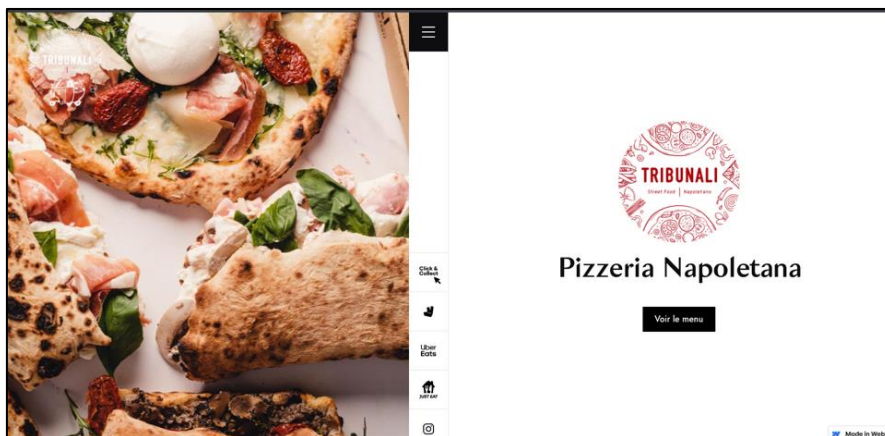 TRIBUNALI
Click &
Collect
Uber
Eats
JUST EAT
TRIBUNALI
Street Food | Napoletano
Pizzeria Napoletana
Voir le menu
Made in Web